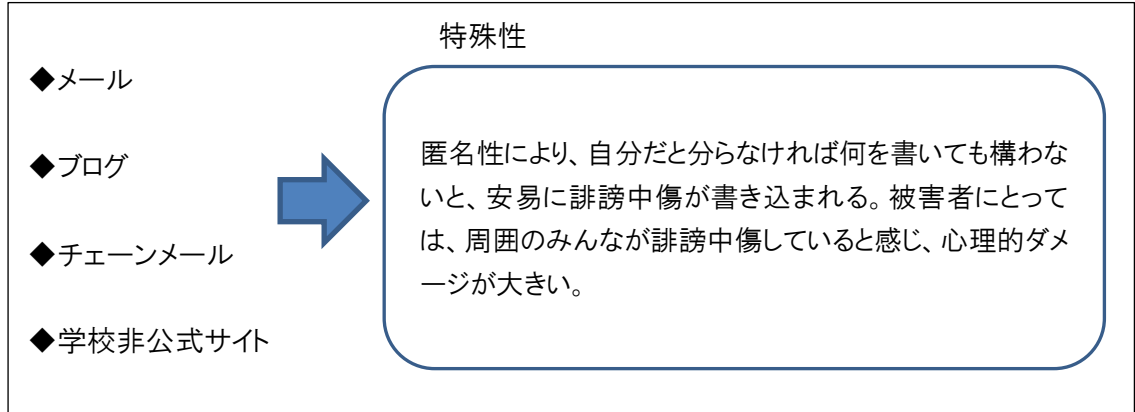 特殊性
◆メール
◆ブログ
◆チェーンメール
◆学校非公式サイト
匿名性により、自分だと分らなければ何を書いても構わな
いと、安易に誹謗中傷が書き込まれる。被害者にとって
は、周囲のみんなが誹謗中傷していると感じ、心理的ダメ
ージが大きい。